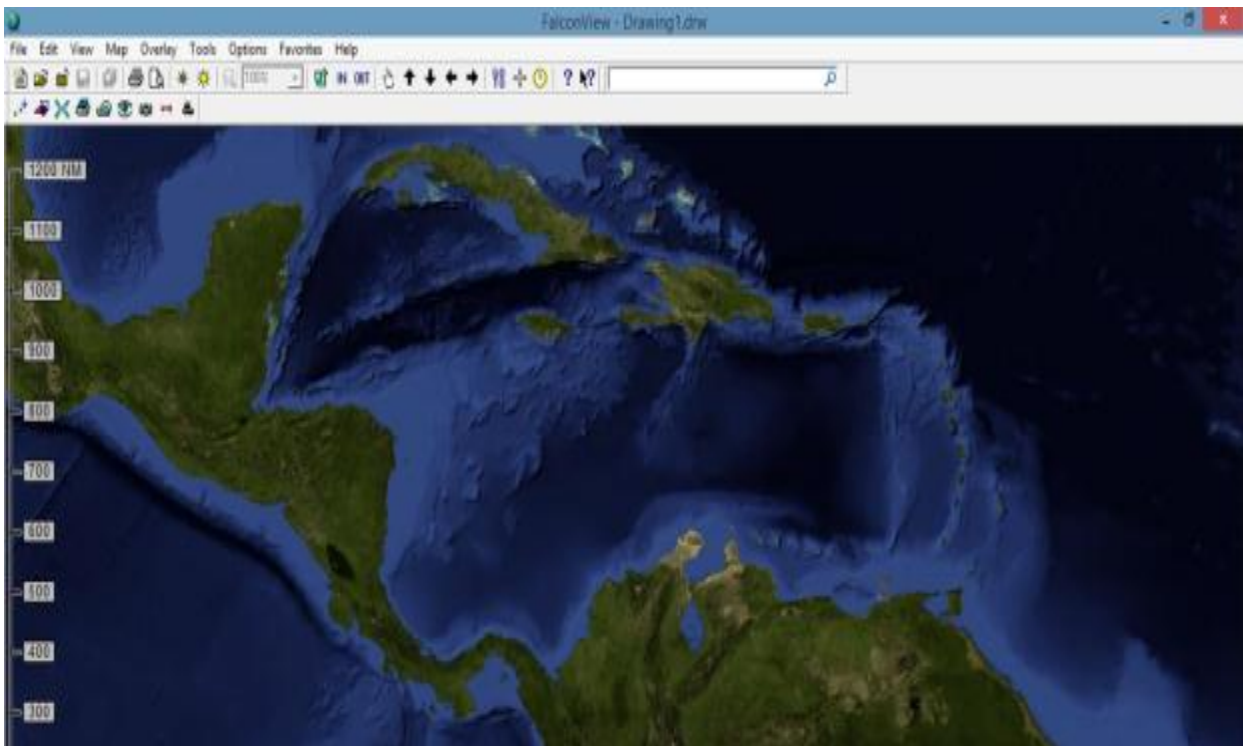 FalconView - Drawing1.drw
File Edit View Map Overlay Tools Options Favorites Help
100% IN OUT ? ?
1200 NM
1100
1000
900
800
700
600
500
400
300